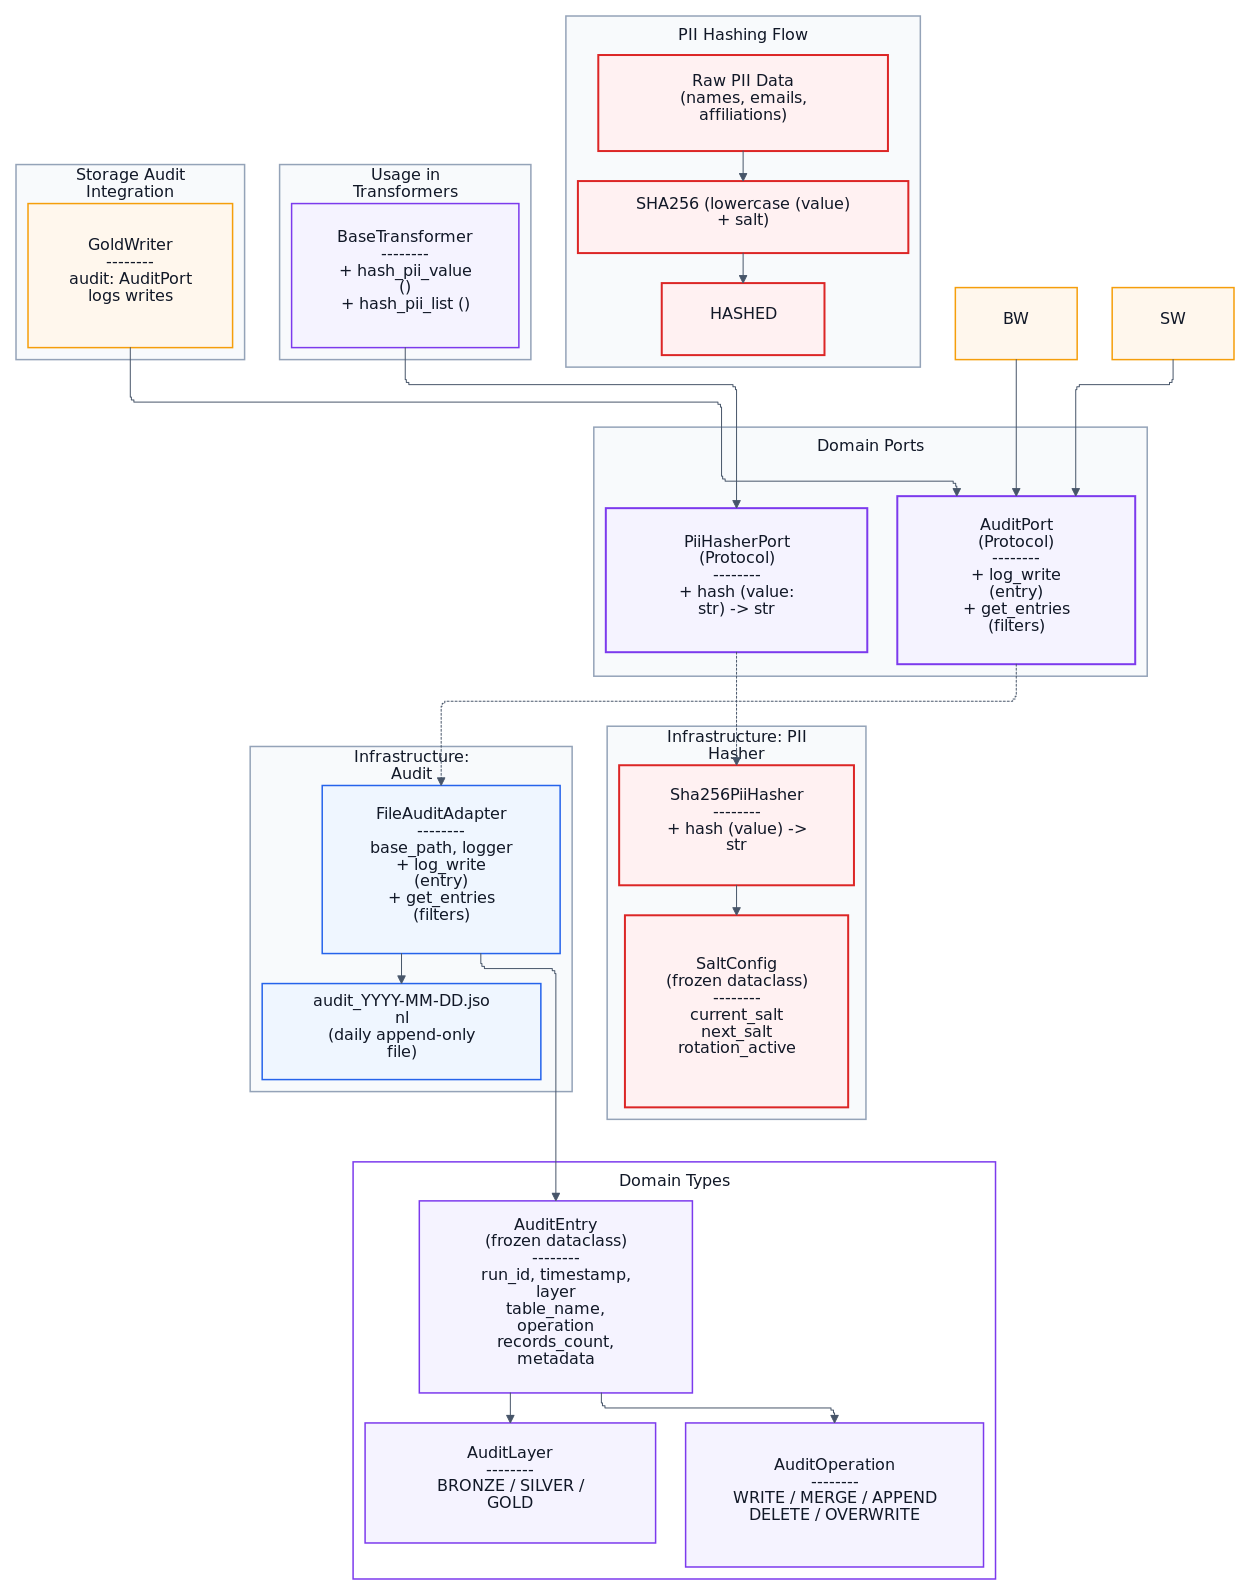 PII Hashing Flow
Raw PII Data
(names, emails,
affiliations)
SHA256 (lowercase (value)
+ salt)
HASHED
Storage Audit
Integration
GoldWriter
--------
audit: AuditPort
logs writes
Usage in
Transformers
BaseTransformer
--------
+ hash_pii_value
()
+ hash_pii_list ()
BW
SW
Domain Ports
PiiHasherPort
(Protocol)
--------
+ hash (value:
str) -> str
AuditPort
(Protocol)
--------
+ log_write
(entry)
+ get_entries
(filters)
Infrastructure:
Audit
FileAuditAdapter
--------
base_path, logger
+ log_write
(entry)
+ get_entries
(filters)
audit_YYYY-MM-DD.jso
nl
(daily append-only
file)
Infrastructure: PII
Hasher
Sha256PiiHasher
--------
+ hash (value) ->
str
SaltConfig
(frozen dataclass)
--------
current_salt
next_salt
rotation_active
Domain Types
AuditEntry
(frozen dataclass)
--------
run_id, timestamp,
layer
table_name,
operation
records_count,
metadata
AuditLayer
--------
BRONZE / SILVER /
GOLD
AuditOperation
--------
WRITE / MERGE / APPEND
DELETE / OVERWRITE